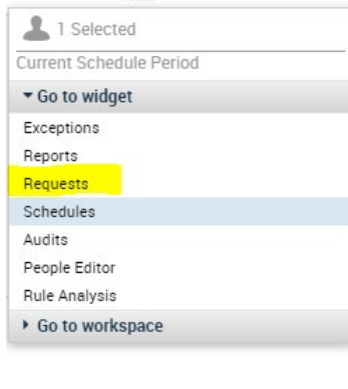 1 Selected
Current Schedule Period
Go to widget
Exceptions
Reports
Requests
Schedules
Audits
People Editor
Rule Analysis
Go to workspace